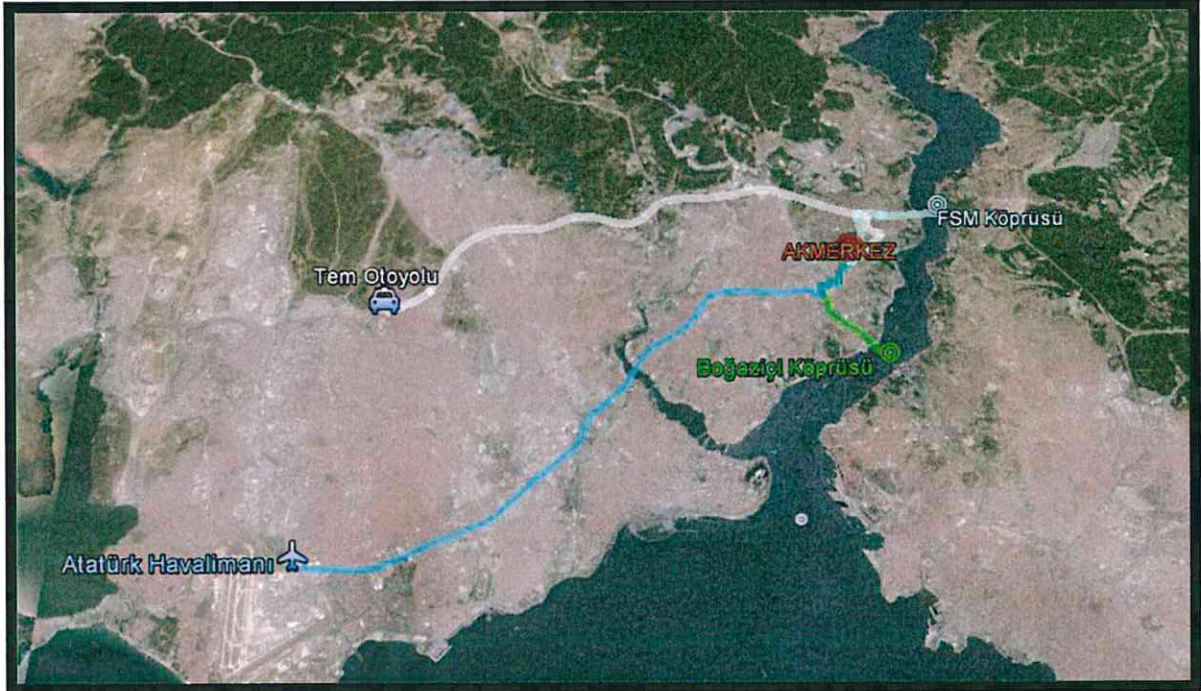 FSM Köprüsü
AKMERKEZ
Tem Otoyolu
Boğaziçi Köprüsü
Atatürk Havalimanı